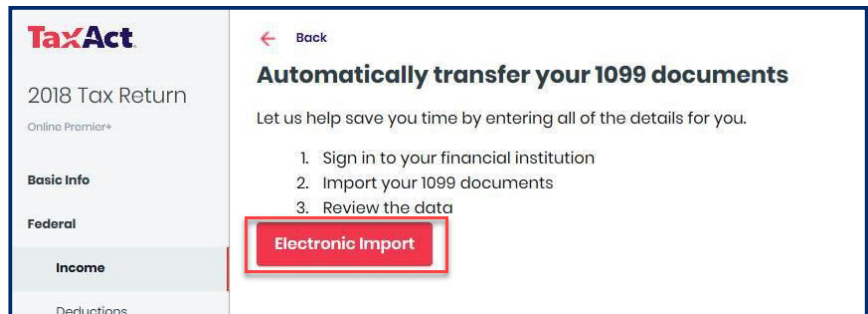 TaxAct
2018 Tax Return
Online Premier+
Basic Info
Federal
Income
Deductions
← Back
Automatically transfer your 1099 documents
Let us help save you time by entering all of the details for you.
1. Sign in to your financial institution
2. Import your 1099 documents
3. Review the data
Electronic Import